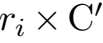 r_i × C′